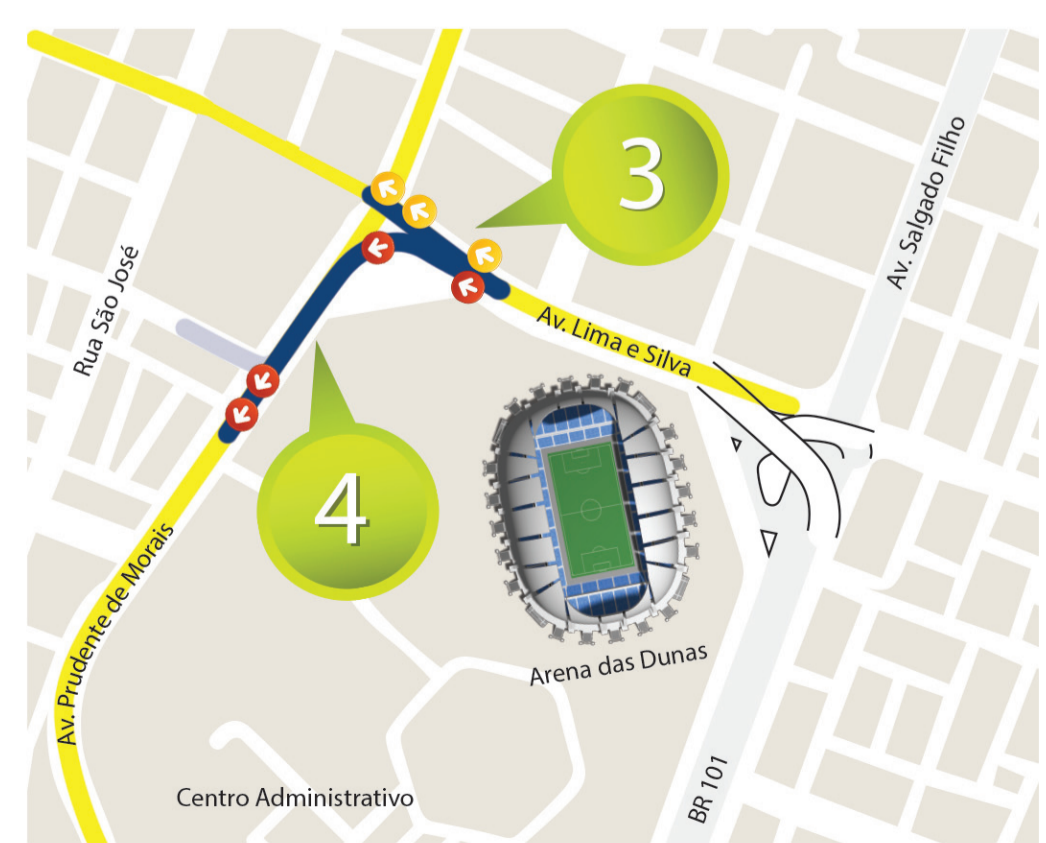 3
Av. Salgado Filho
Rua São José
Av. Lima e Silva
4
Av. Prudente de Morais
Arena das Dunas
BR 101
Centro Administrativo